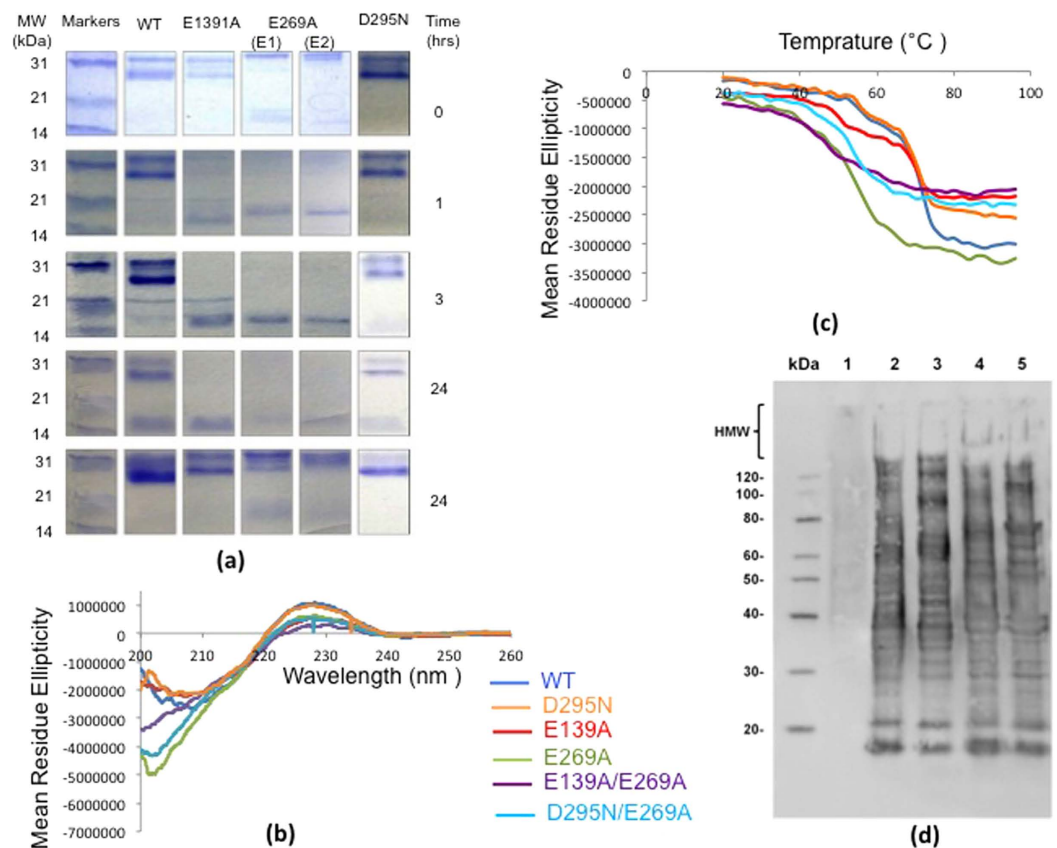 MW Markers WT E1391A E269A D295N Time
(kDa) (E1) (E2) (hrs)
31
21
14
0
31
21
14
1
31
21
14
3
31
21
14
24
31
21
14
24
(a)
Temprature (°C )
0 20 40 60 80 100
0
-500000
-1000000
-1500000
-2000000
-2500000
-3000000
-3500000
-4000000
Mean Residue Ellipticity
(c)
1000000
0
-1000000
-2000000
-3000000
-4000000
-5000000
-6000000
-7000000
200 210 220 230 240 250 260
Wavelength (nm )
Mean Residue Ellipticity
(b)
WT
D295N
E139A
E269A
E139A/E269A
D295N/E269A
kDa 1 2 3 4 5
HMW
120-
100-
80-
60-
50-
40-
30-
20-
(d)